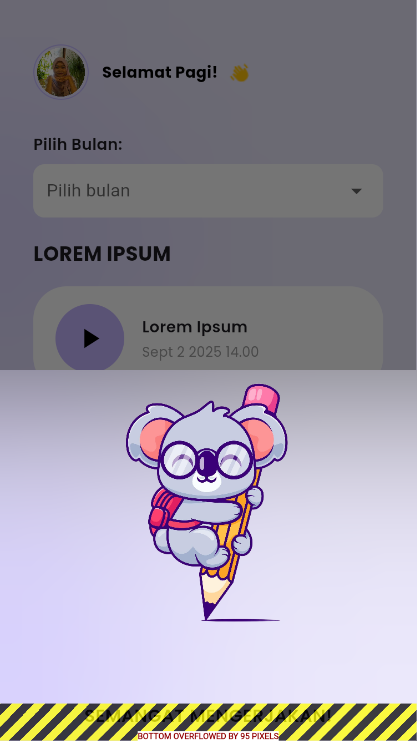 Selamat Pagi! 👋
Pilih Bulan:
Pilih bulan
LOREM IPSUM
Lorem Ipsum
Sept 2 2025 14.00
SEMANGAT MENGERJAKAN!
BOTTOM OVERFLOWED BY 95 PIXELS